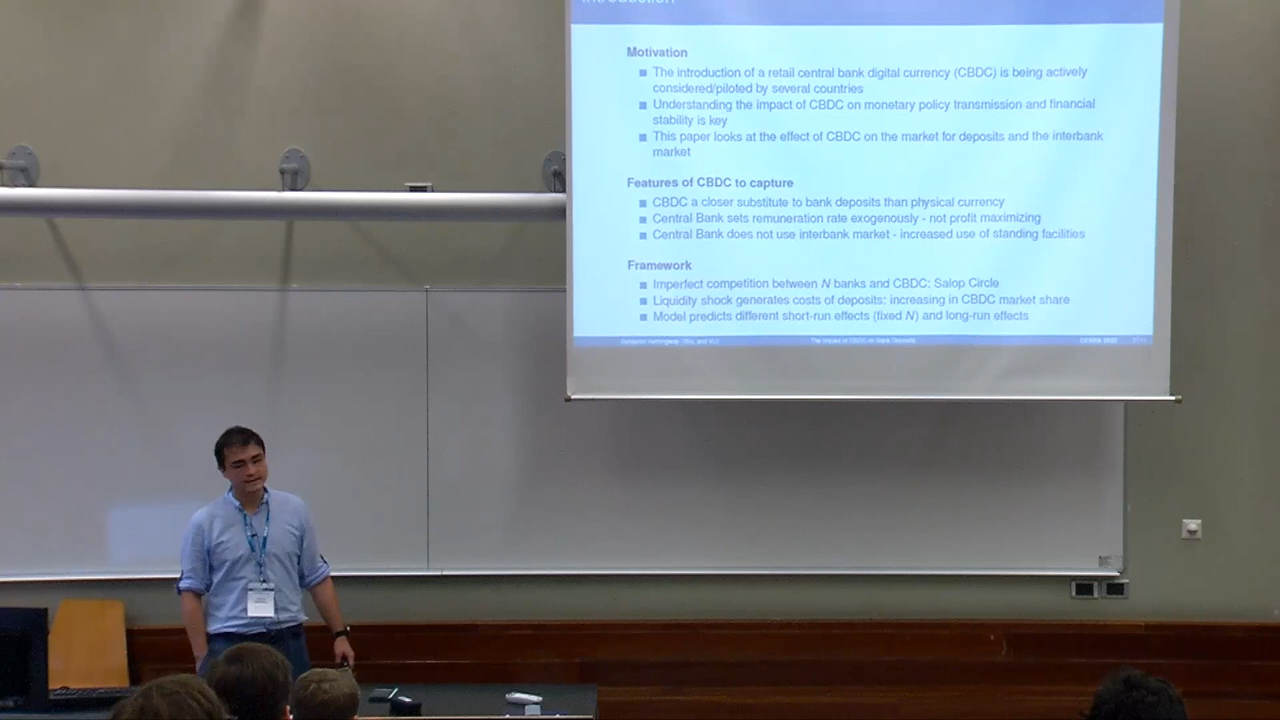 Introduction
Motivation
The introduction of a retail central bank digital currency (CBDC) is being actively
considered/piloted by several countries
Understanding the impact of CBDC on monetary policy transmission and financial
stability is key
This paper looks at the effect of CBDC on the market for deposits and the interbank
market
Features of CBDC to capture
CBDC a closer substitute to bank deposits than physical currency
Central Bank sets remuneration rate exogenously - not profit maximizing
Central Bank does not use interbank market - increased use of standing facilities
Framework
Imperfect competition between N banks and CBDC: Salop Circle
Liquidity shock generates costs of deposits: increasing in CBDC market share
Model predicts different short-run effects (fixed N) and long-run effects
The Impact of CBDC on Bank Deposits